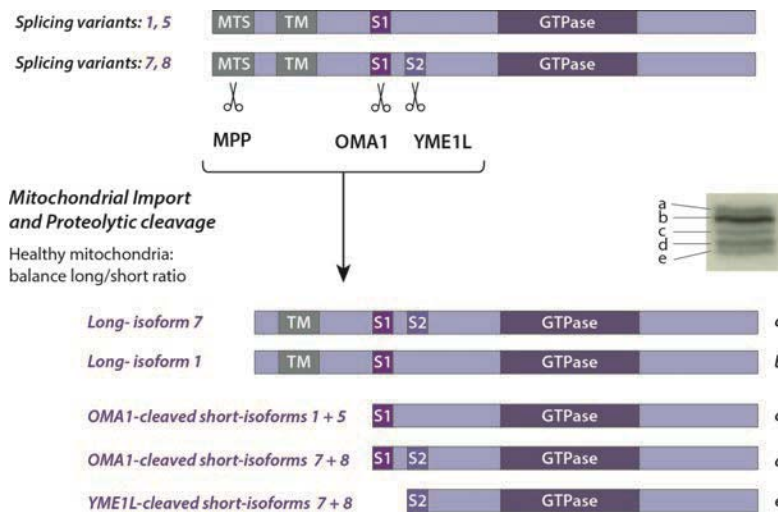 Splicing variants: 1, 5 MTS TM S1 GTPase
Splicing variants: 7, 8 MTS TM S1 S2 GTPase
MPP OMA1 YME1L
Mitochondrial Import
and Proteolytic cleavage
Healthy mitochondria:
balance long/short ratio
a
b
c
d
e
Long- isoform 7 TM S1 S2 GTPase
Long- isoform 1 TM S1 GTPase
OMA1-cleaved short-isoforms 1 + 5 S1 GTPase
OMA1-cleaved short-isoforms 7 + 8 S1 S2 GTPase
YME1L-cleaved short-isoforms 7 + 8 S2 GTPase